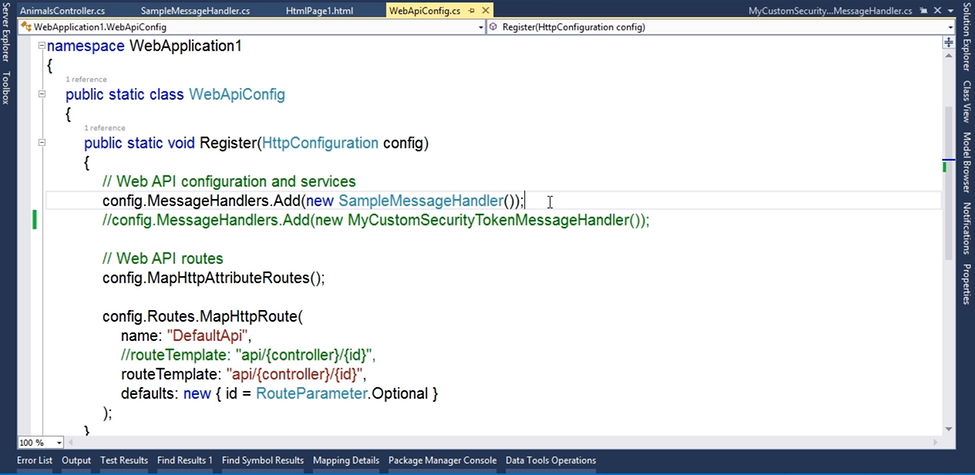 Server Explorer
Toolbox
AnimalsController.cs
SampleMessageHandler.cs
HtmlPage1.html
WebApiConfig.cs
MyCustomSecurity...MessageHandler.cs
WebApplication1.WebApiConfig
Register(HttpConfiguration config)
namespace WebApplication1
{
1 reference
public static class WebApiConfig
{
1 reference
public static void Register(HttpConfiguration config)
{
// Web API configuration and services
config.MessageHandlers.Add(new SampleMessageHandler());
//config.MessageHandlers.Add(new MyCustomSecurityTokenMessageHandler());
// Web API routes
config.MapHttpAttributeRoutes();
config.Routes.MapHttpRoute(
name: "DefaultApi",
//routeTemplate: "api/{controller}/{id}",
routeTemplate: "api/{controller}/{id}",
defaults: new { id = RouteParameter.Optional }
);
}
100 %
Error List
Output
Test Results
Find Results 1
Find Symbol Results
Mapping Details
Package Manager Console
Data Tools Operations
Solution Explorer
Class View
Model Browser
Notifications
Properties